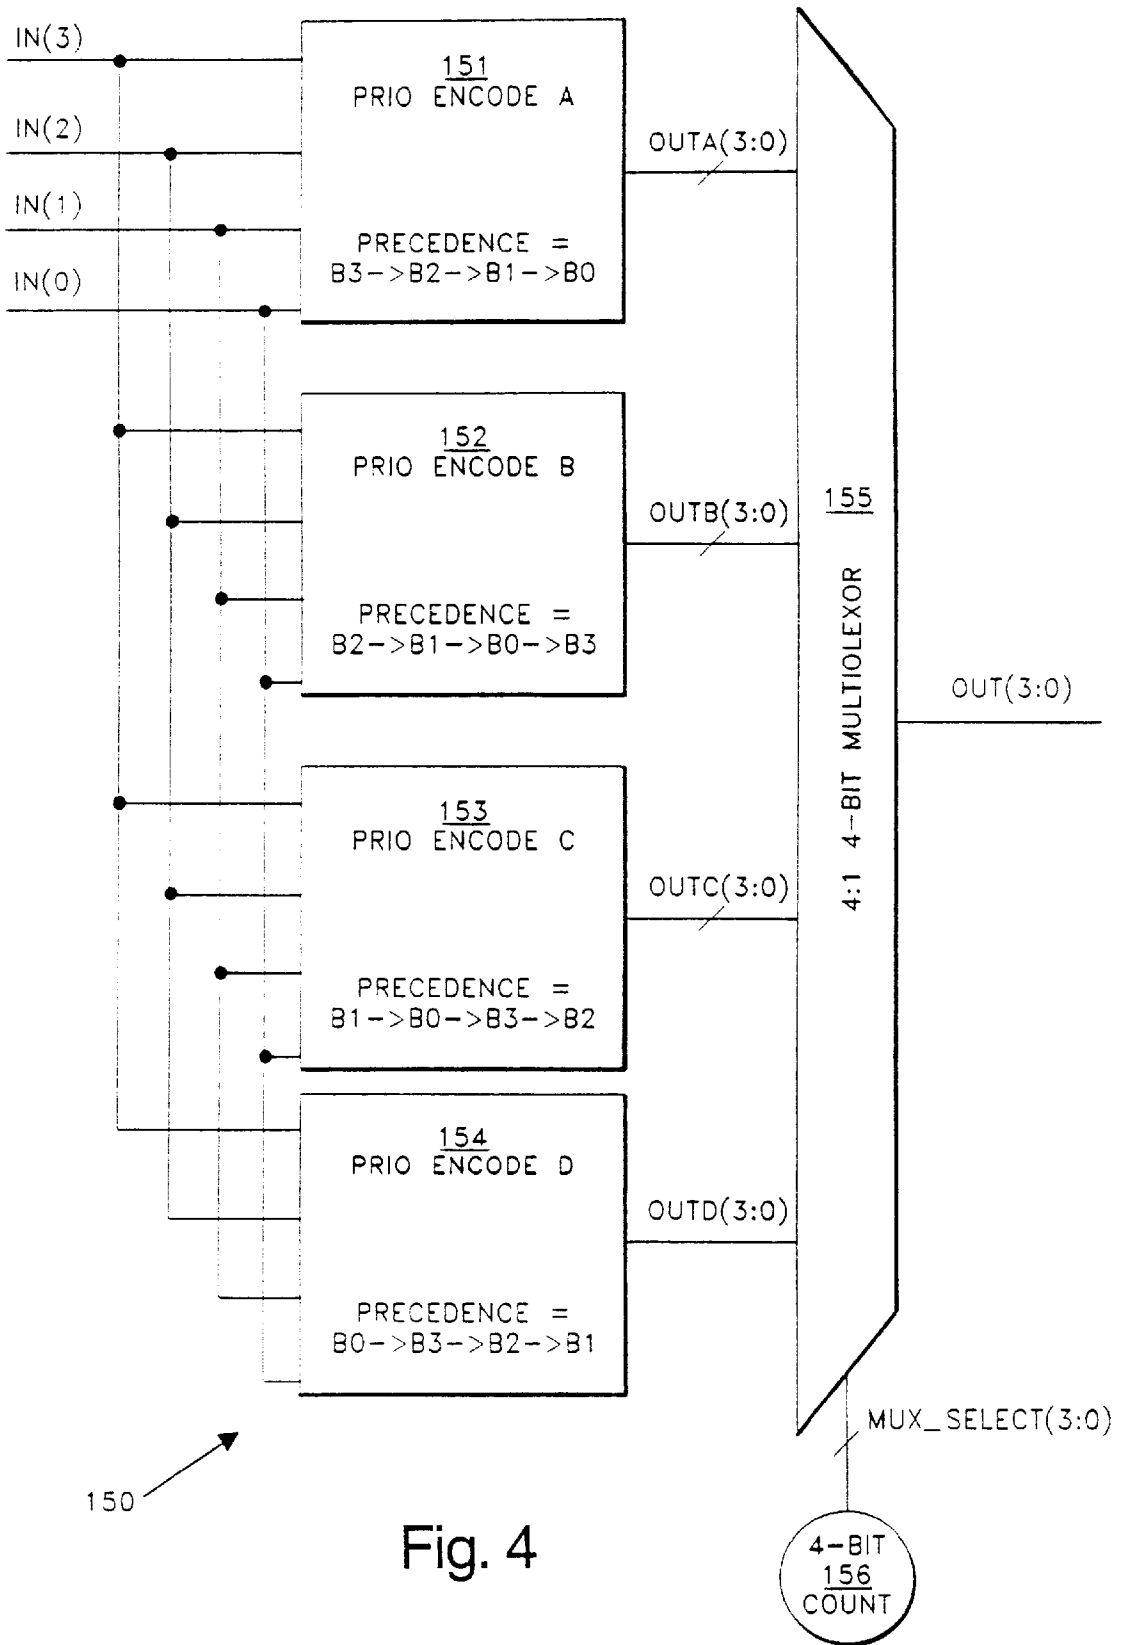 IN(3)
IN(2)
IN(1)
IN(0)
151
PRIO ENCODE A
PRECEDENCE =
B3->B2->B1->B0
OUTA(3:0)
152
PRIO ENCODE B
PRECEDENCE =
B2->B1->B0->B3
OUTB(3:0)
153
PRIO ENCODE C
PRECEDENCE =
B1->B0->B3->B2
OUTC(3:0)
154
PRIO ENCODE D
PRECEDENCE =
B0->B3->B2->B1
OUTD(3:0)
155
4:1 4-BIT MULTIOLEXOR
OUT(3:0)
MUX_SELECT(3:0)
4-BIT
156
COUNT
150
Fig. 4